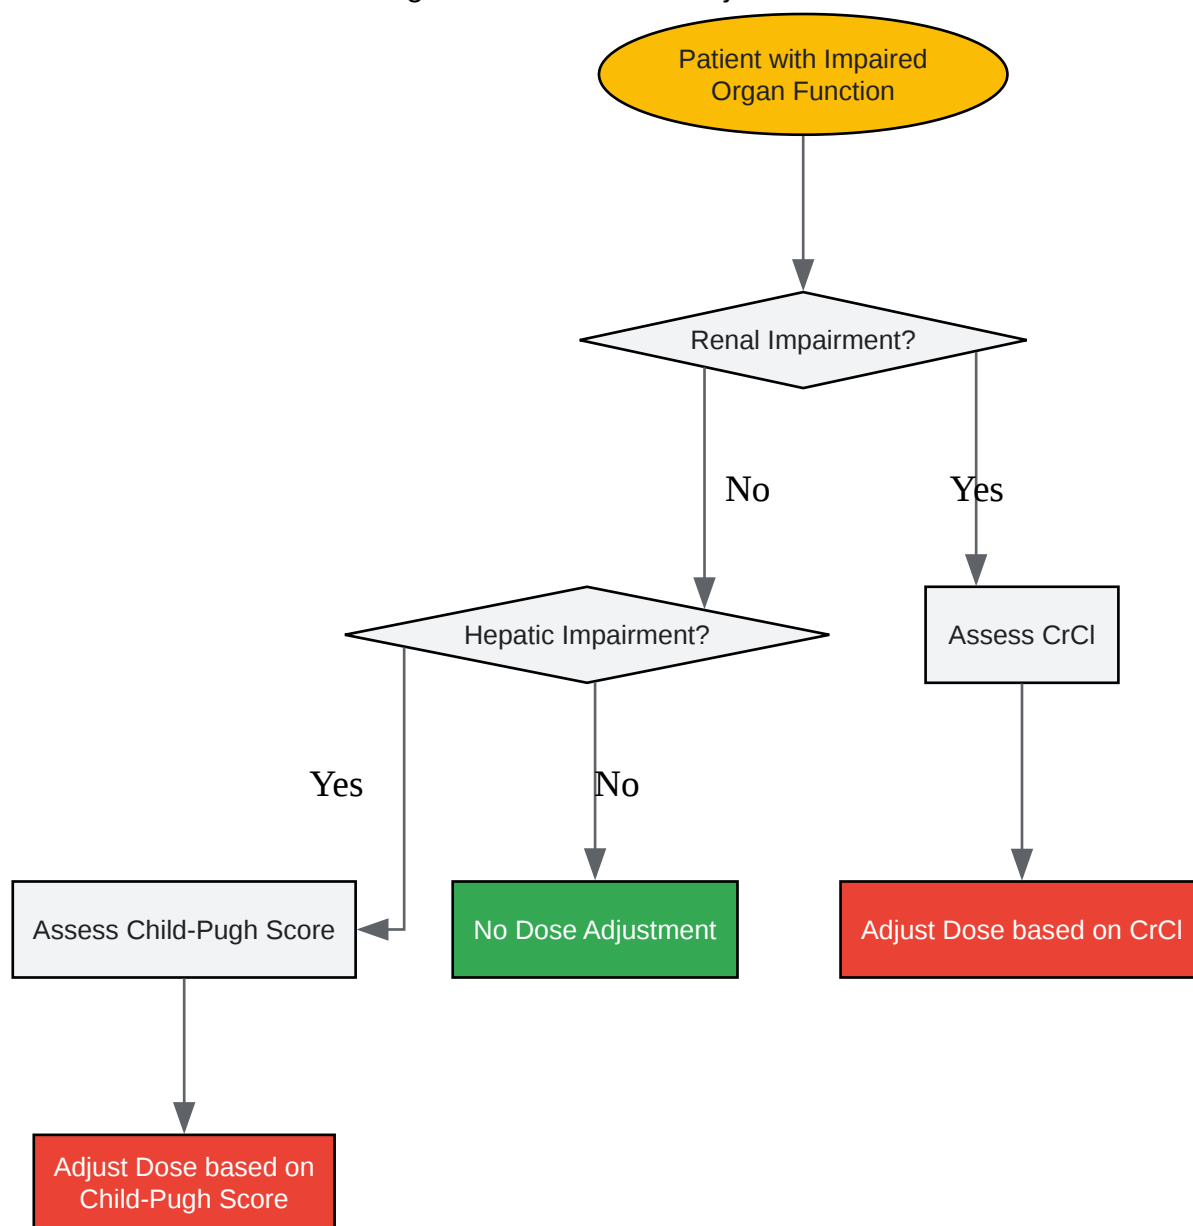 Patient with Impaired
Organ Function
Renal Impairment?
No
Yes
Hepatic Impairment?
Assess CrCl
Yes
No
Assess Child-Pugh Score
No Dose Adjustment
Adjust Dose based on CrCl
Adjust Dose based on
Child-Pugh Score